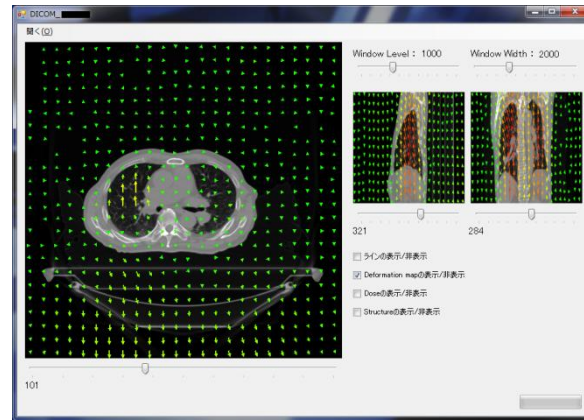 DICOM_
開く(O)
Window Level : 1000
Window Width : 2000
321
284
ラインの表示/非表示
Deformation mapの表示/非表示
Doseの表示/非表示
Structureの表示/非表示
101